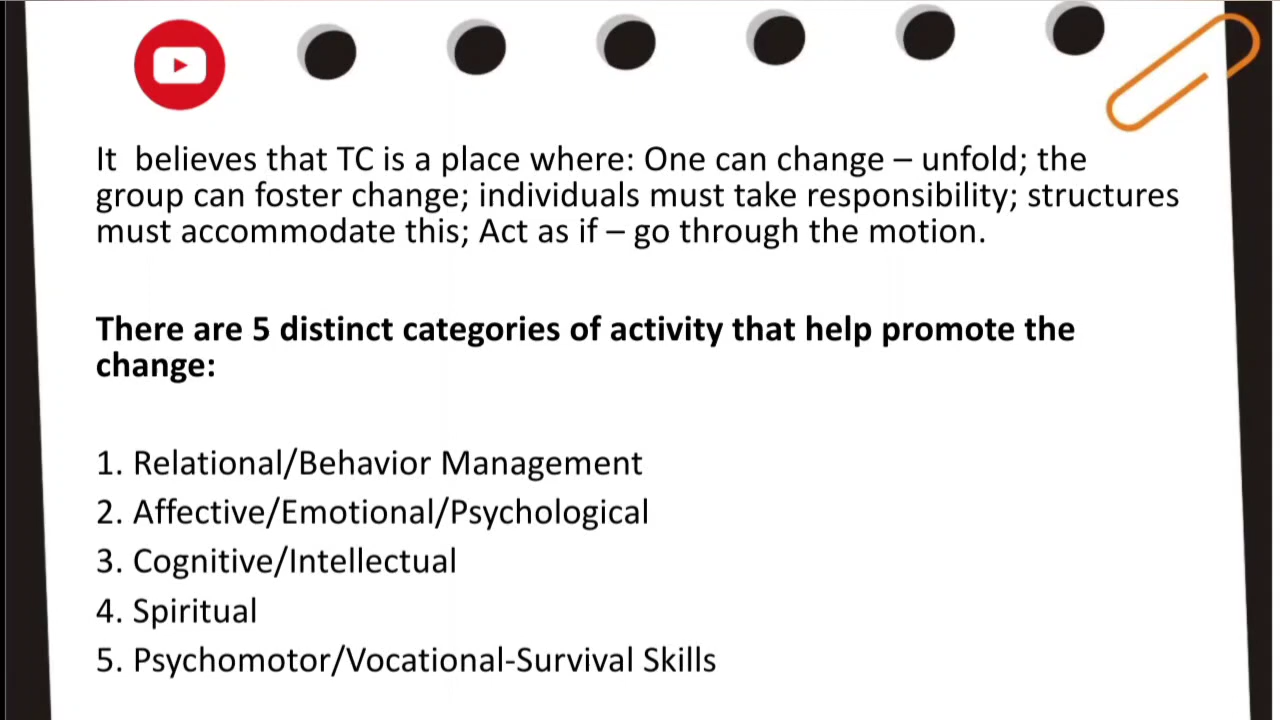 It  believes that TC is a place where: One can change – unfold; the
group can foster change; individuals must take responsibility; structures
must accommodate this; Act as if – go through the motion.
There are 5 distinct categories of activity that help promote the
change:
1. Relational/Behavior Management
2. Affective/Emotional/Psychological
3. Cognitive/Intellectual
4. Spiritual
5. Psychomotor/Vocational-Survival Skills